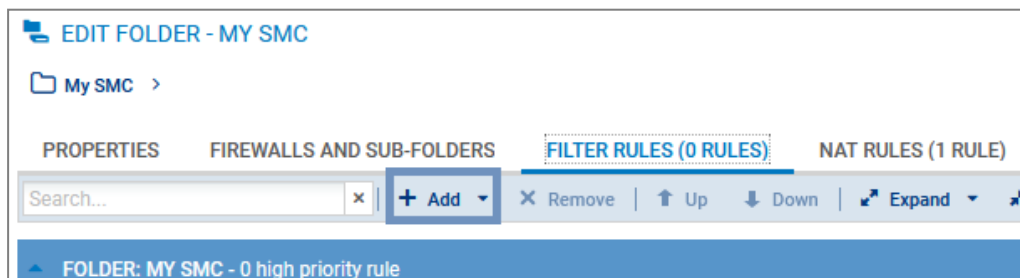 EDIT FOLDER - MY SMC
My SMC >
PROPERTIES FIREWALLS AND SUB-FOLDERS FILTER RULES (0 RULES) NAT RULES (1 RULE)
Search... × + Add × Remove Up Down Expand
FOLDER: MY SMC - 0 high priority rule